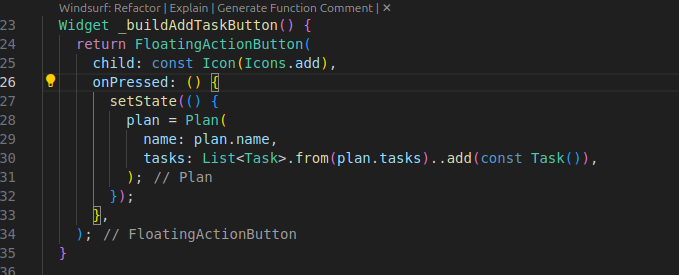 Windsurf: Refactor | Explain | Generate Function Comment | ✕
23 Widget _buildAddTaskButton() {
24 return FloatingActionButton(
25 child: const Icon(Icons.add),
26 onPressed: () {
27 setState(() {
28 plan = Plan(
29 name: plan.name,
30 tasks: List<Task>.from(plan.tasks)..add(const Task()),
31 ); // Plan
32 });
33 },
34 ); // FloatingActionButton
35 }
36